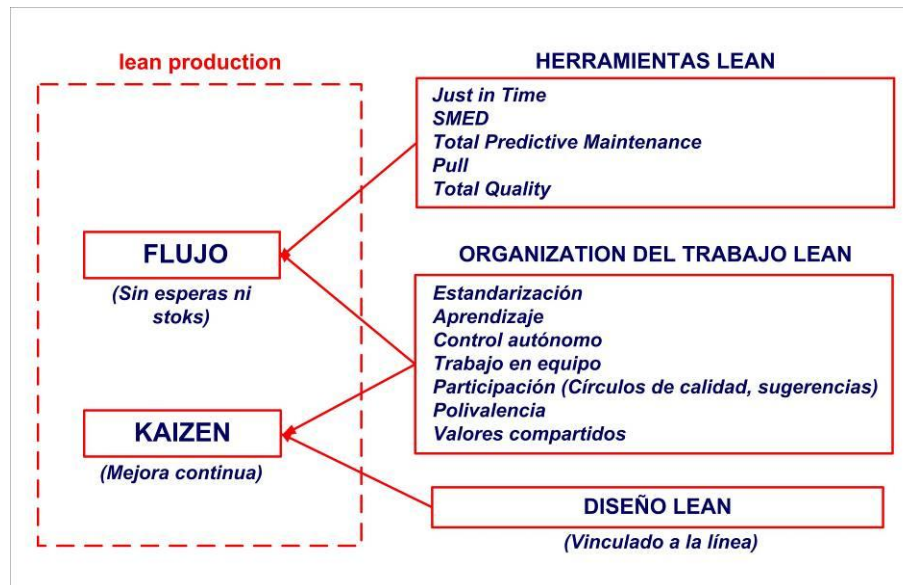 lean production
FLUJO
(Sin esperas ni
stoks)
KAIZEN
(Mejora continua)
HERRAMIENTAS LEAN
Just in Time
SMED
Total Predictive Maintenance
Pull
Total Quality
ORGANIZATION DEL TRABAJO LEAN
Estandarización
Aprendizaje
Control autónomo
Trabajo en equipo
Participación (Círculos de calidad, sugerencias)
Polivalencia
Valores compartidos
DISEÑO LEAN
(Vinculado a la línea)